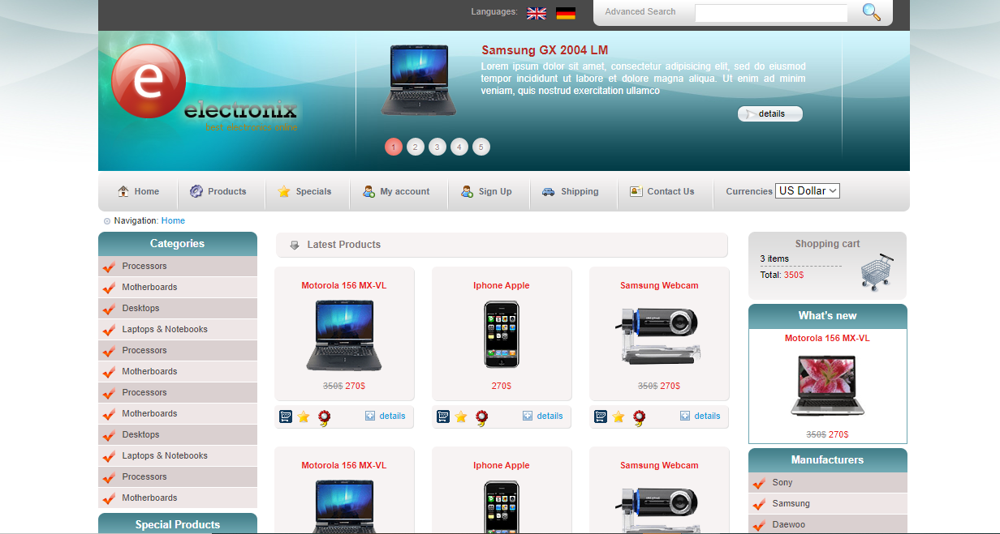 Languages:
Advanced Search
e
electronix
best electronics online
Samsung GX 2004 LM
Lorem ipsum dolor sit amet, consectetur adipisicing elit, sed do eiusmod
tempor incididunt ut labore et dolore magna aliqua. Ut enim ad minim
veniam, quis nostrud exercitation ullamco
details
1 2 3 4 5
Home Products Specials My account Sign Up Shipping Contact Us Currencies US Dollar
Navigation: Home
Categories
Processors
Motherboards
Desktops
Laptops & Notebooks
Processors
Motherboards
Processors
Motherboards
Desktops
Laptops & Notebooks
Processors
Motherboards
Special Products
Latest Products
Motorola 156 MX-VL
350$ 270$
details
Iphone Apple
270$
details
Samsung Webcam
350$ 270$
details
Motorola 156 MX-VL
Iphone Apple
Samsung Webcam
Shopping cart
3 items
Total: 350$
What's new
Motorola 156 MX-VL
350$ 270$
Manufacturers
Sony
Samsung
Daewoo